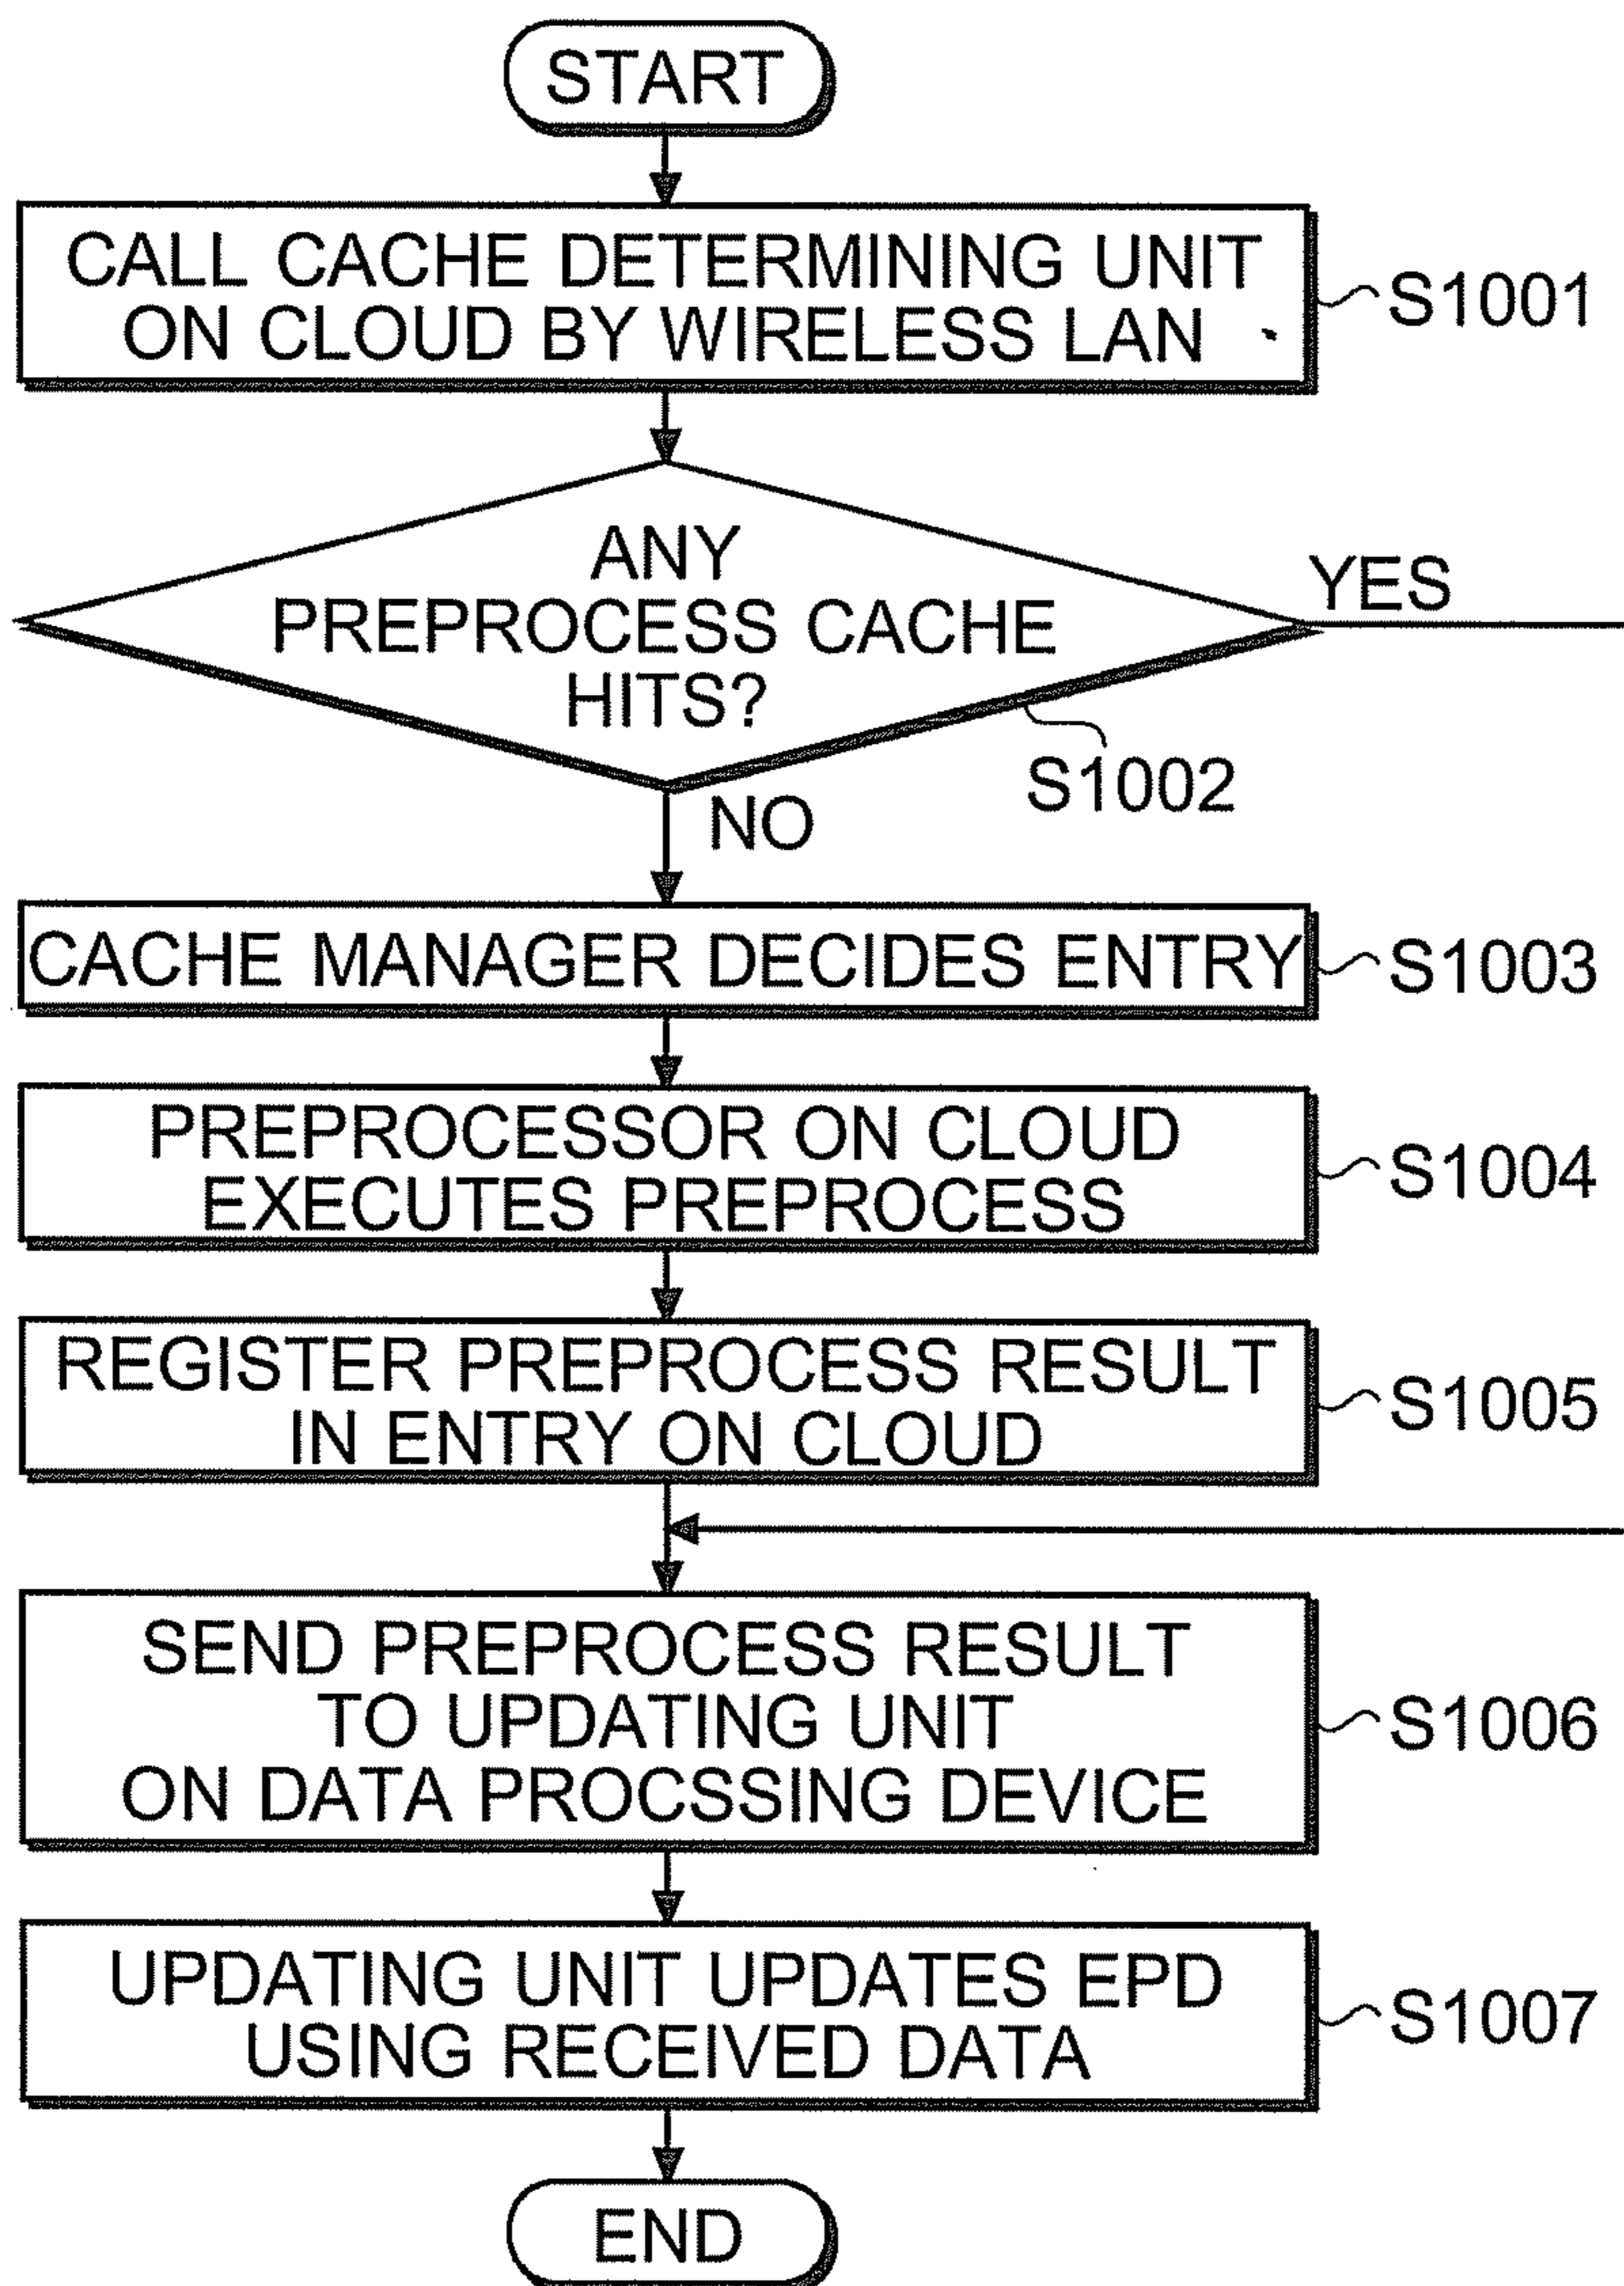 START
CALL CACHE DETERMINING UNIT
ON CLOUD BY WIRELESS LAN
S1001
ANY
PREPROCESS CACHE
HITS?
YES
S1002
NO
CACHE MANAGER DECIDES ENTRY
S1003
PREPROCESSOR ON CLOUD
EXECUTES PREPROCESS
S1004
REGISTER PREPROCESS RESULT
IN ENTRY ON CLOUD
S1005
SEND PREPROCESS RESULT
TO UPDATING UNIT
ON DATA PROCSSING DEVICE
S1006
UPDATING UNIT UPDATES EPD
USING RECEIVED DATA
S1007
END